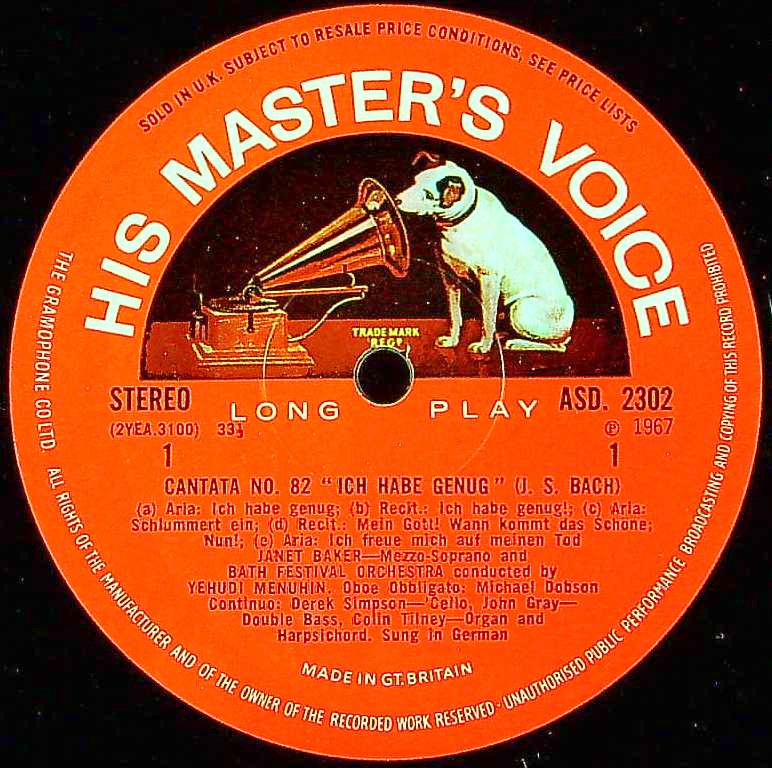 SOLD IN U.K. SUBJECT TO RESALE PRICE CONDITIONS, SEE PRICE LISTS
HIS MASTER'S VOICE
TRADE MARK
REGD
STEREO
ASD. 2302
LONG PLAY
(2YEA.3100) 33⅓
℗ 1967
1
1
CANTATA NO. 82 "ICH HABE GENUG" (J. S. BACH)
(a) Aria: Ich habe genug; (b) Recit.: Ich habe genug!; (c) Aria:
Schlummert ein; (d) Recit.: Mein Gott! Wann kommt das Schöne;
Nun!; (e) Aria: Ich freue mich auf meinen Tod
JANET BAKER—Mezzo-Soprano and
BATH FESTIVAL ORCHESTRA conducted by
YEHUDI MENUHIN. Oboe Obbligato: Michael Dobson
Continuo: Derek Simpson—'Cello, John Gray—
Double Bass, Colin Tilney—Organ and
Harpsichord. Sung in German
MADE IN GT. BRITAIN
THE GRAMOPHONE CO LTD. ALL RIGHTS OF THE MANUFACTURER AND OF THE OWNER OF THE RECORDED WORK RESERVED · UNAUTHORISED PUBLIC PERFORMANCE BROADCASTING AND COPYING OF THIS RECORD PROHIBITED